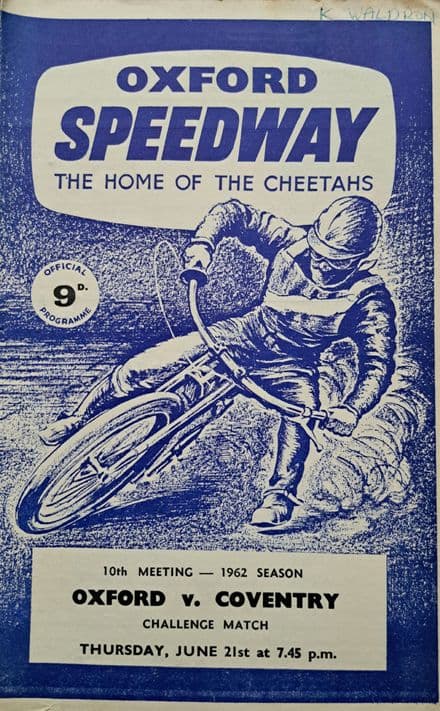 K WALDRON
OXFORD
SPEEDWAY
THE HOME OF THE CHEETAHS
OFFICIAL
9D.
PROGRAMME
10th MEETING — 1962 SEASON
OXFORD v. COVENTRY
CHALLENGE MATCH
THURSDAY, JUNE 21st at 7.45 p.m.